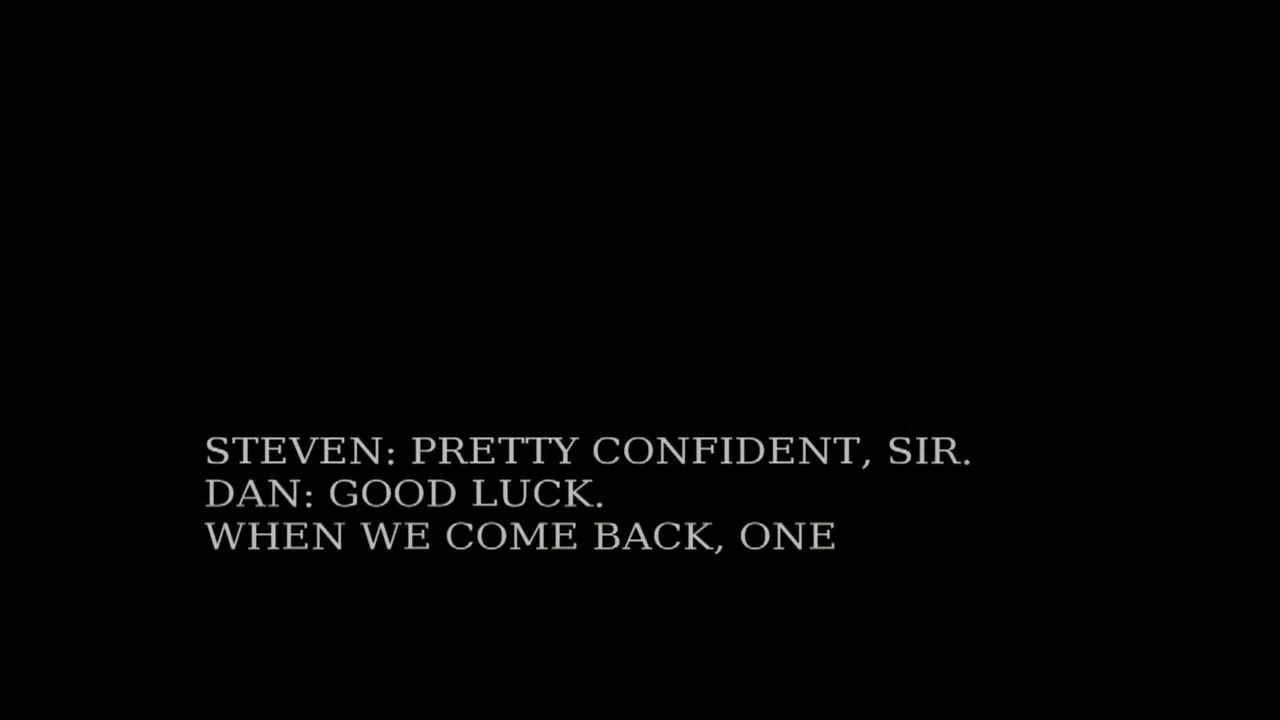 STEVEN: PRETTY CONFIDENT, SIR.
DAN: GOOD LUCK.
WHEN WE COME BACK, ONE